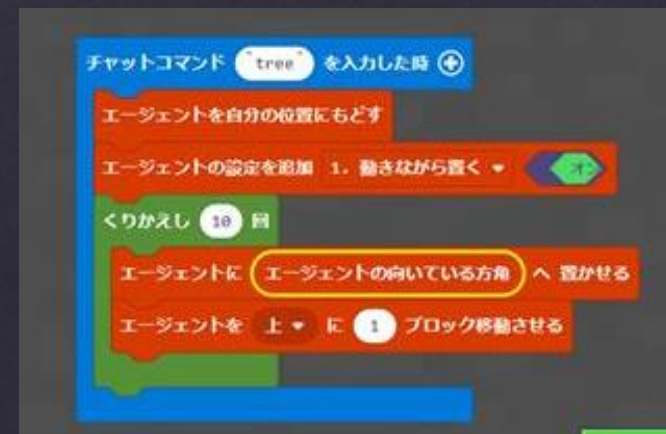 チャットコマンド "tree" を入力した時
エージェントを自分の位置にもどす
エージェントの設定を追加 1. 動きながら置く オン
くりかえし 10 回
エージェントに エージェントの向いている方角 へ 置かせる
エージェントを 上 に 1 ブロック移動させる